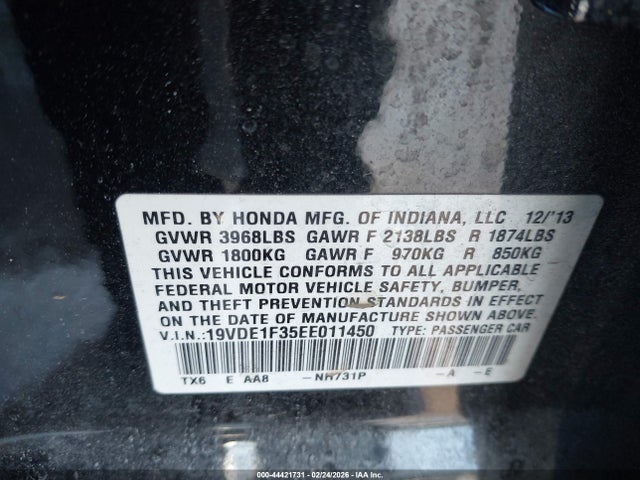 MFD. BY HONDA MFG. OF INDIANA, LLC 12/'13
GVWR 3968LBS GAWR F 2138LBS R 1874LBS
GVWR 1800KG GAWR F 970KG R 850KG
THIS VEHICLE CONFORMS TO ALL APPLICABLE
FEDERAL MOTOR VEHICLE SAFETY, BUMPER,
AND THEFT PREVENTION STANDARDS IN EFFECT
ON THE DATE OF MANUFACTURE SHOWN ABOVE.
V.I.N.:19VDE1F35EE011450 TYPE: PASSENGER CAR
TX6 E AA8 -NH731P -A -E
000-44421731 - 02/24/2026 - IAA Inc.